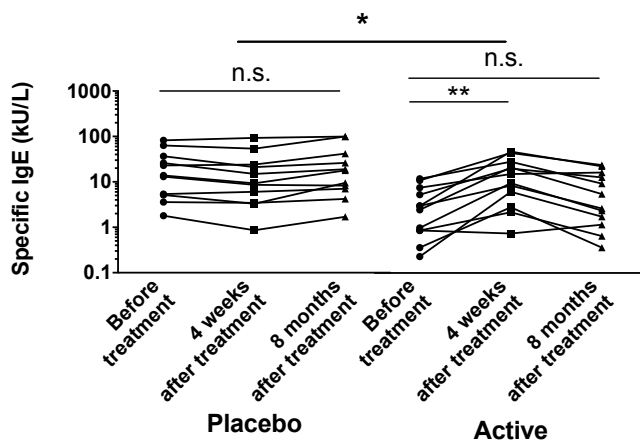 *
n.s.
n.s.
**
Specific IgE (kU/L)
1000
100
10
1
0.1
Before
treatment
4 weeks
after treatment
8 months
after treatment
Before
treatment
4 weeks
after treatment
8 months
after treatment
Placebo
Active